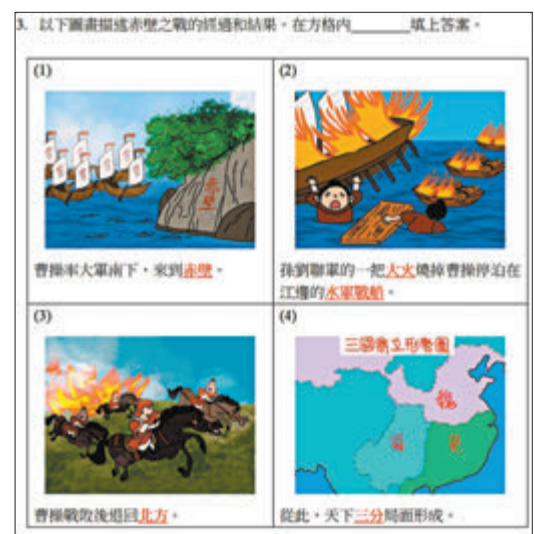 3. 以下圖畫描述赤壁之戰的經過和結果。在方格內______填上答案。
(1)
赤壁
曹操率大軍南下，來到赤壁。
(2)
孫劉聯軍的一把大火燒掉曹操停泊在
江邊的水軍戰船。
(3)
曹操戰敗後退回北方。
(4)
三國鼎立形勢圖
魏
蜀
吳
從此，天下三分局面形成。